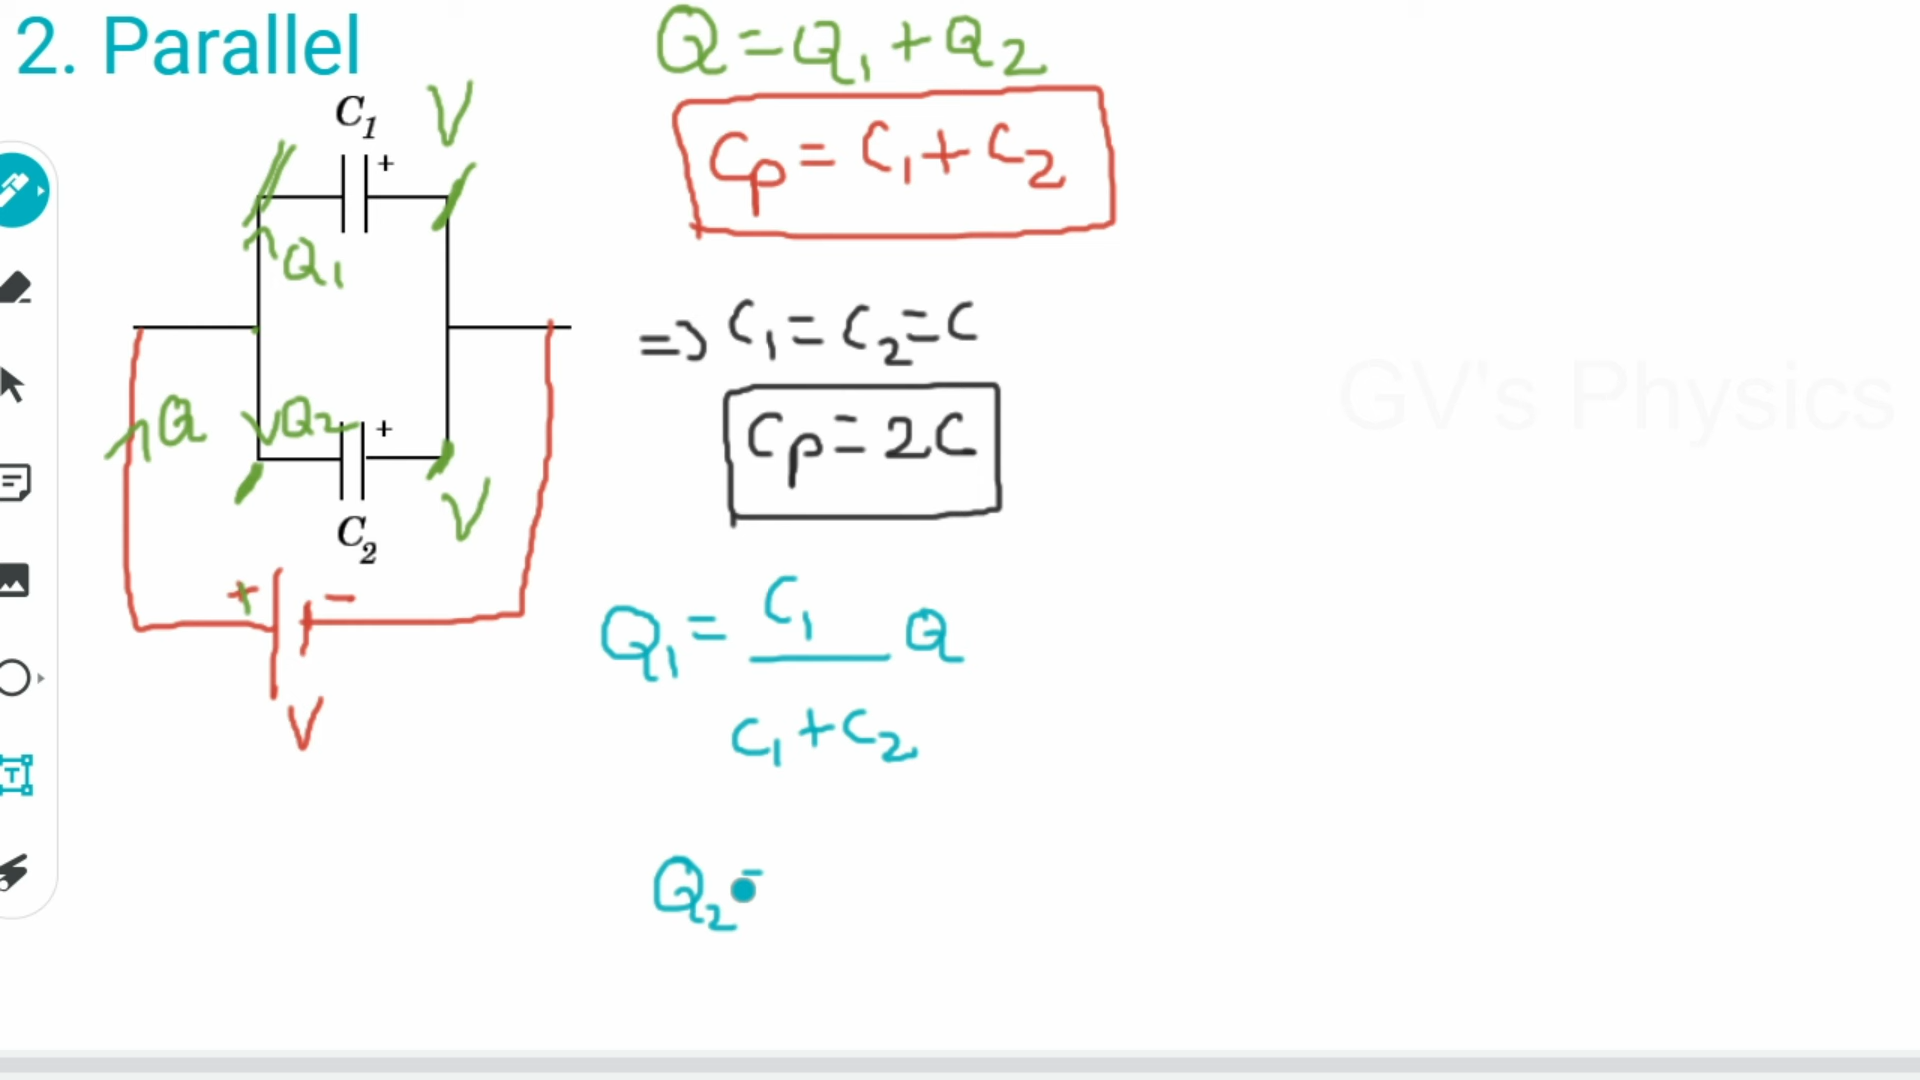 2. Parallel
Q = Q₁ + Q₂
C₁ V
Cp = C₁ + C₂
Q₁
=> C₁ = C₂ = C
Q Q₂
Cp = 2C
V
C₂
+ −
Q₁ = C₁ / C₁ + C₂ Q
V
Q₂ =
GV's Physics